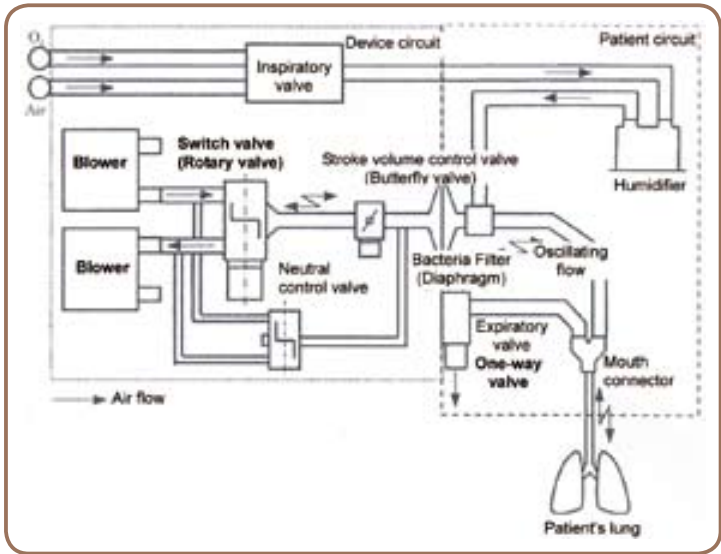 O₂
Air
Device circuit
Patient circuit
Inspiratory
valve
Blower
Switch valve
(Rotary valve)
Stroke volume control valve
(Butterfly valve)
Humidifier
Blower
Neutral
control valve
Bacteria Filter
(Diaphragm)
Oscillating
flow
Expiratory
valve
One-way
valve
Mouth
connector
Air flow
Patient's lung